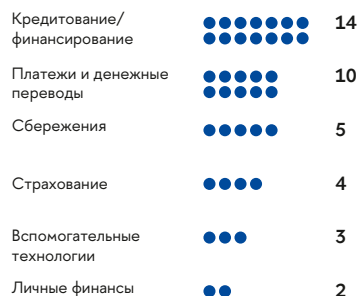 Кредитование/
финансирование
14
Платежи и денежные
переводы
10
Сбережения
5
Страхование
4
Вспомогательные
технологии
3
Личные финансы
2